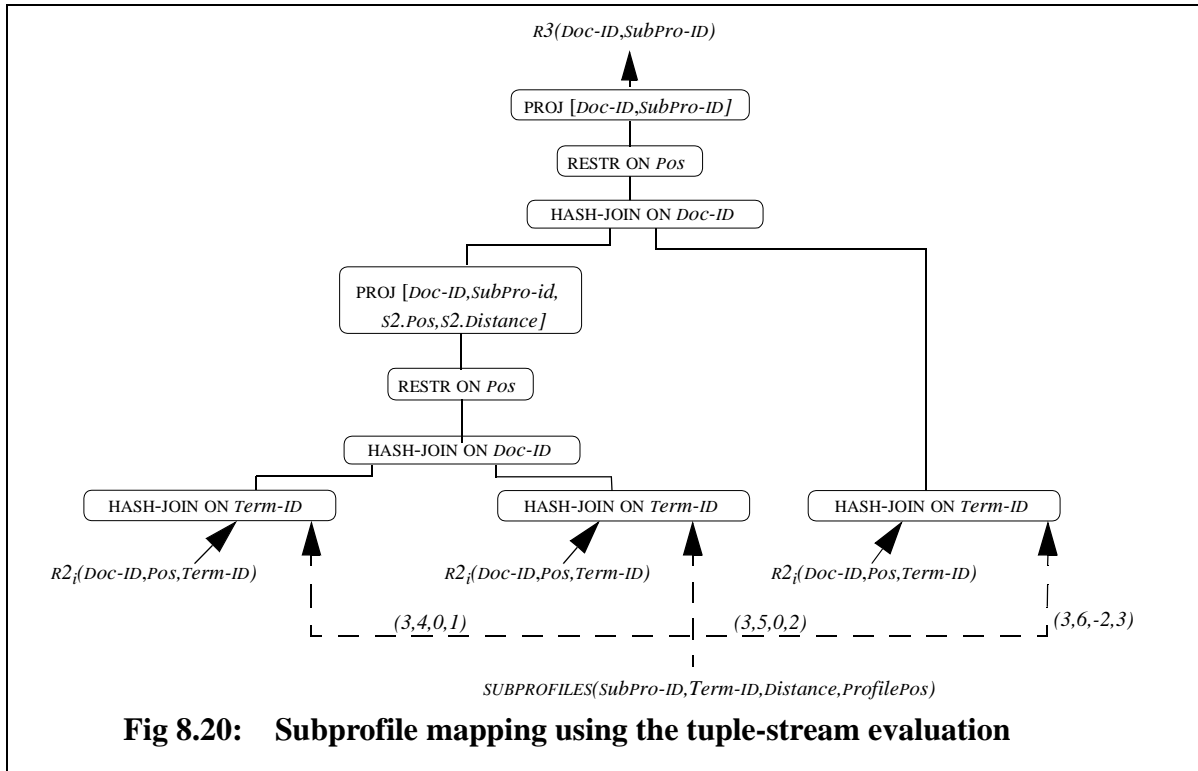 R3(Doc-ID,SubPro-ID)
PROJ [Doc-ID,SubPro-ID]
RESTR ON Pos
HASH-JOIN ON Doc-ID
PROJ [Doc-ID,SubPro-id,
S2.Pos,S2.Distance]
RESTR ON Pos
HASH-JOIN ON Doc-ID
HASH-JOIN ON Term-ID
HASH-JOIN ON Term-ID
HASH-JOIN ON Term-ID
R2i(Doc-ID,Pos,Term-ID)
R2i(Doc-ID,Pos,Term-ID)
R2i(Doc-ID,Pos,Term-ID)
(3,4,0,1)
(3,5,0,2)
(3,6,-2,3)
SUBPROFILES(SubPro-ID,Term-ID,Distance,ProfilePos)
Fig 8.20: Subprofile mapping using the tuple-stream evaluation